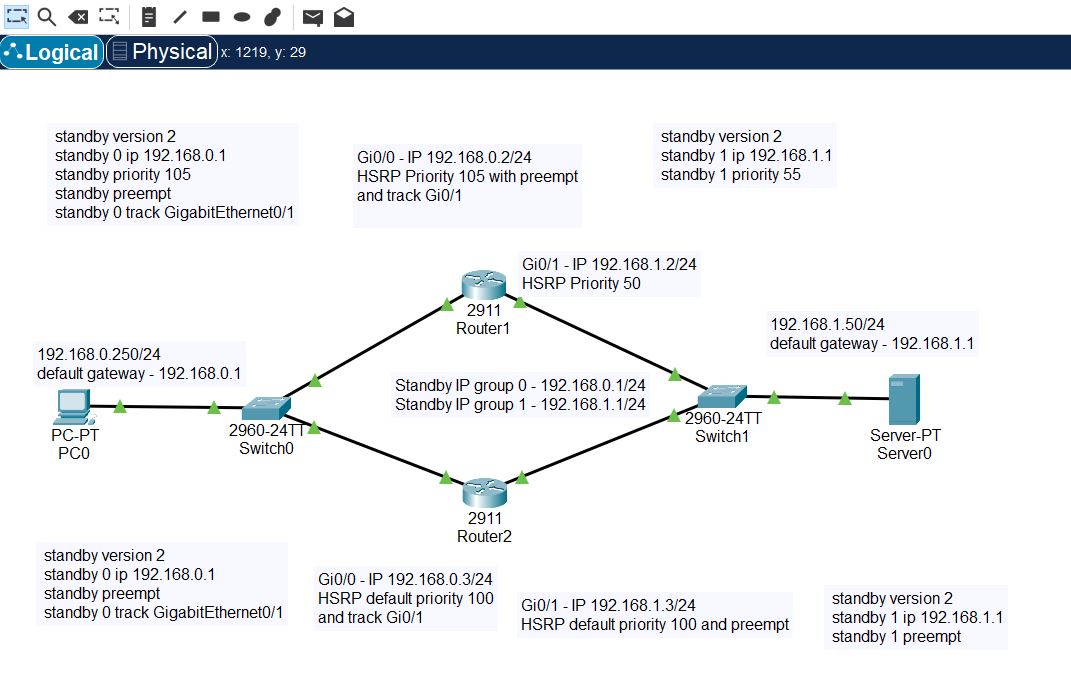 Logical Physical x: 1219, y: 29
standby version 2
standby 0 ip 192.168.0.1
standby priority 105
standby preempt
standby 0 track GigabitEthernet0/1
Gi0/0 - IP 192.168.0.2/24
HSRP Priority 105 with preempt
and track Gi0/1
standby version 2
standby 1 ip 192.168.1.1
standby 1 priority 55
Gi0/1 - IP 192.168.1.2/24
HSRP Priority 50
2911
Router1
192.168.1.50/24
default gateway - 192.168.1.1
192.168.0.250/24
default gateway - 192.168.0.1
Standby IP group 0 - 192.168.0.1/24
Standby IP group 1 - 192.168.1.1/24
PC-PT
PC0
2960-24TT
Switch0
2960-24TT
Switch1
Server-PT
Server0
2911
Router2
standby version 2
standby 0 ip 192.168.0.1
standby preempt
standby 0 track GigabitEthernet0/1
Gi0/0 - IP 192.168.0.3/24
HSRP default priority 100
and track Gi0/1
Gi0/1 - IP 192.168.1.3/24
HSRP default priority 100 and preempt
standby version 2
standby 1 ip 192.168.1.1
standby 1 preempt